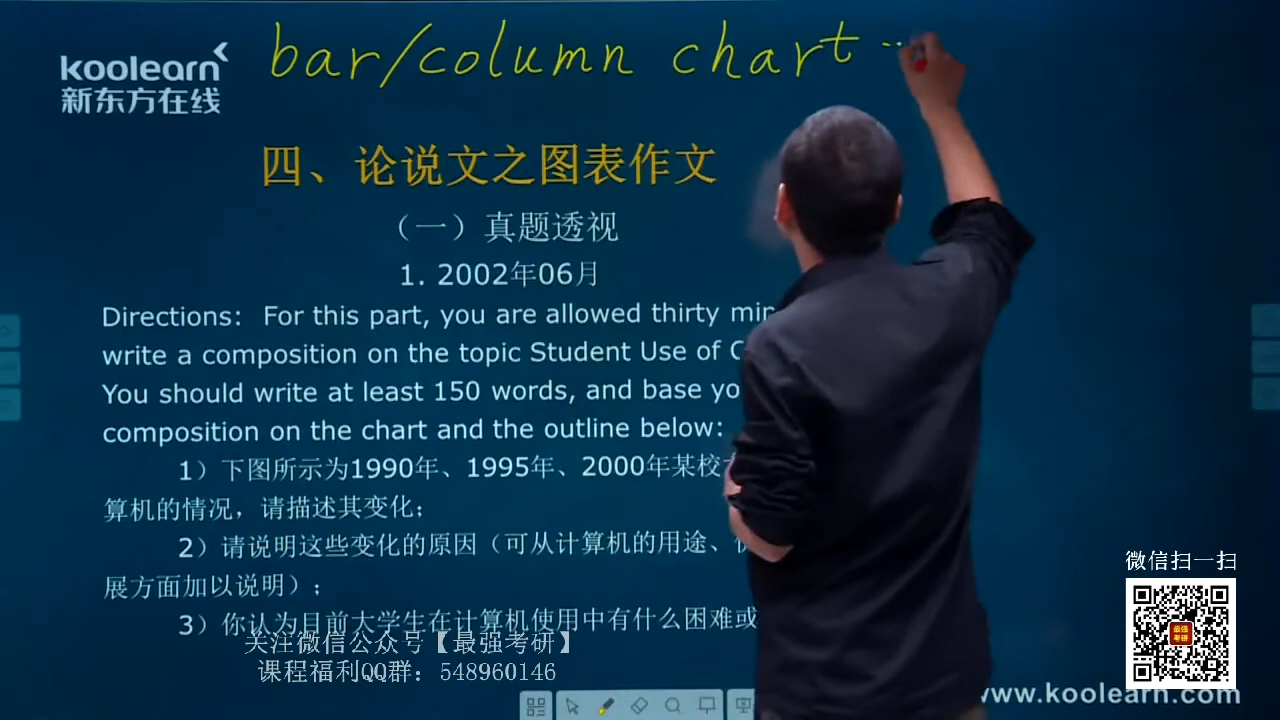 bar/column chart
koolearn
新东方在线
四、论说文之图表作文
（一）真题透视
1. 2002年06月
Directions: For this part, you are allowed thirty
write a composition on the topic Student Use of
You should write at least 150 words, and base
composition on the chart and the outline below:
1）下图所示为1990年、1995年、2000年某校
算机的情况，请描述其变化；
2）请说明这些变化的原因（可从计算机的用途、
展方面加以说明）；
3）你认为目前大学生在计算机使用中有什么困难或
关注微信公众号【最强考研】
课程福利QQ群：548960146
微信扫一扫
最强
考研
www.koolearn.com